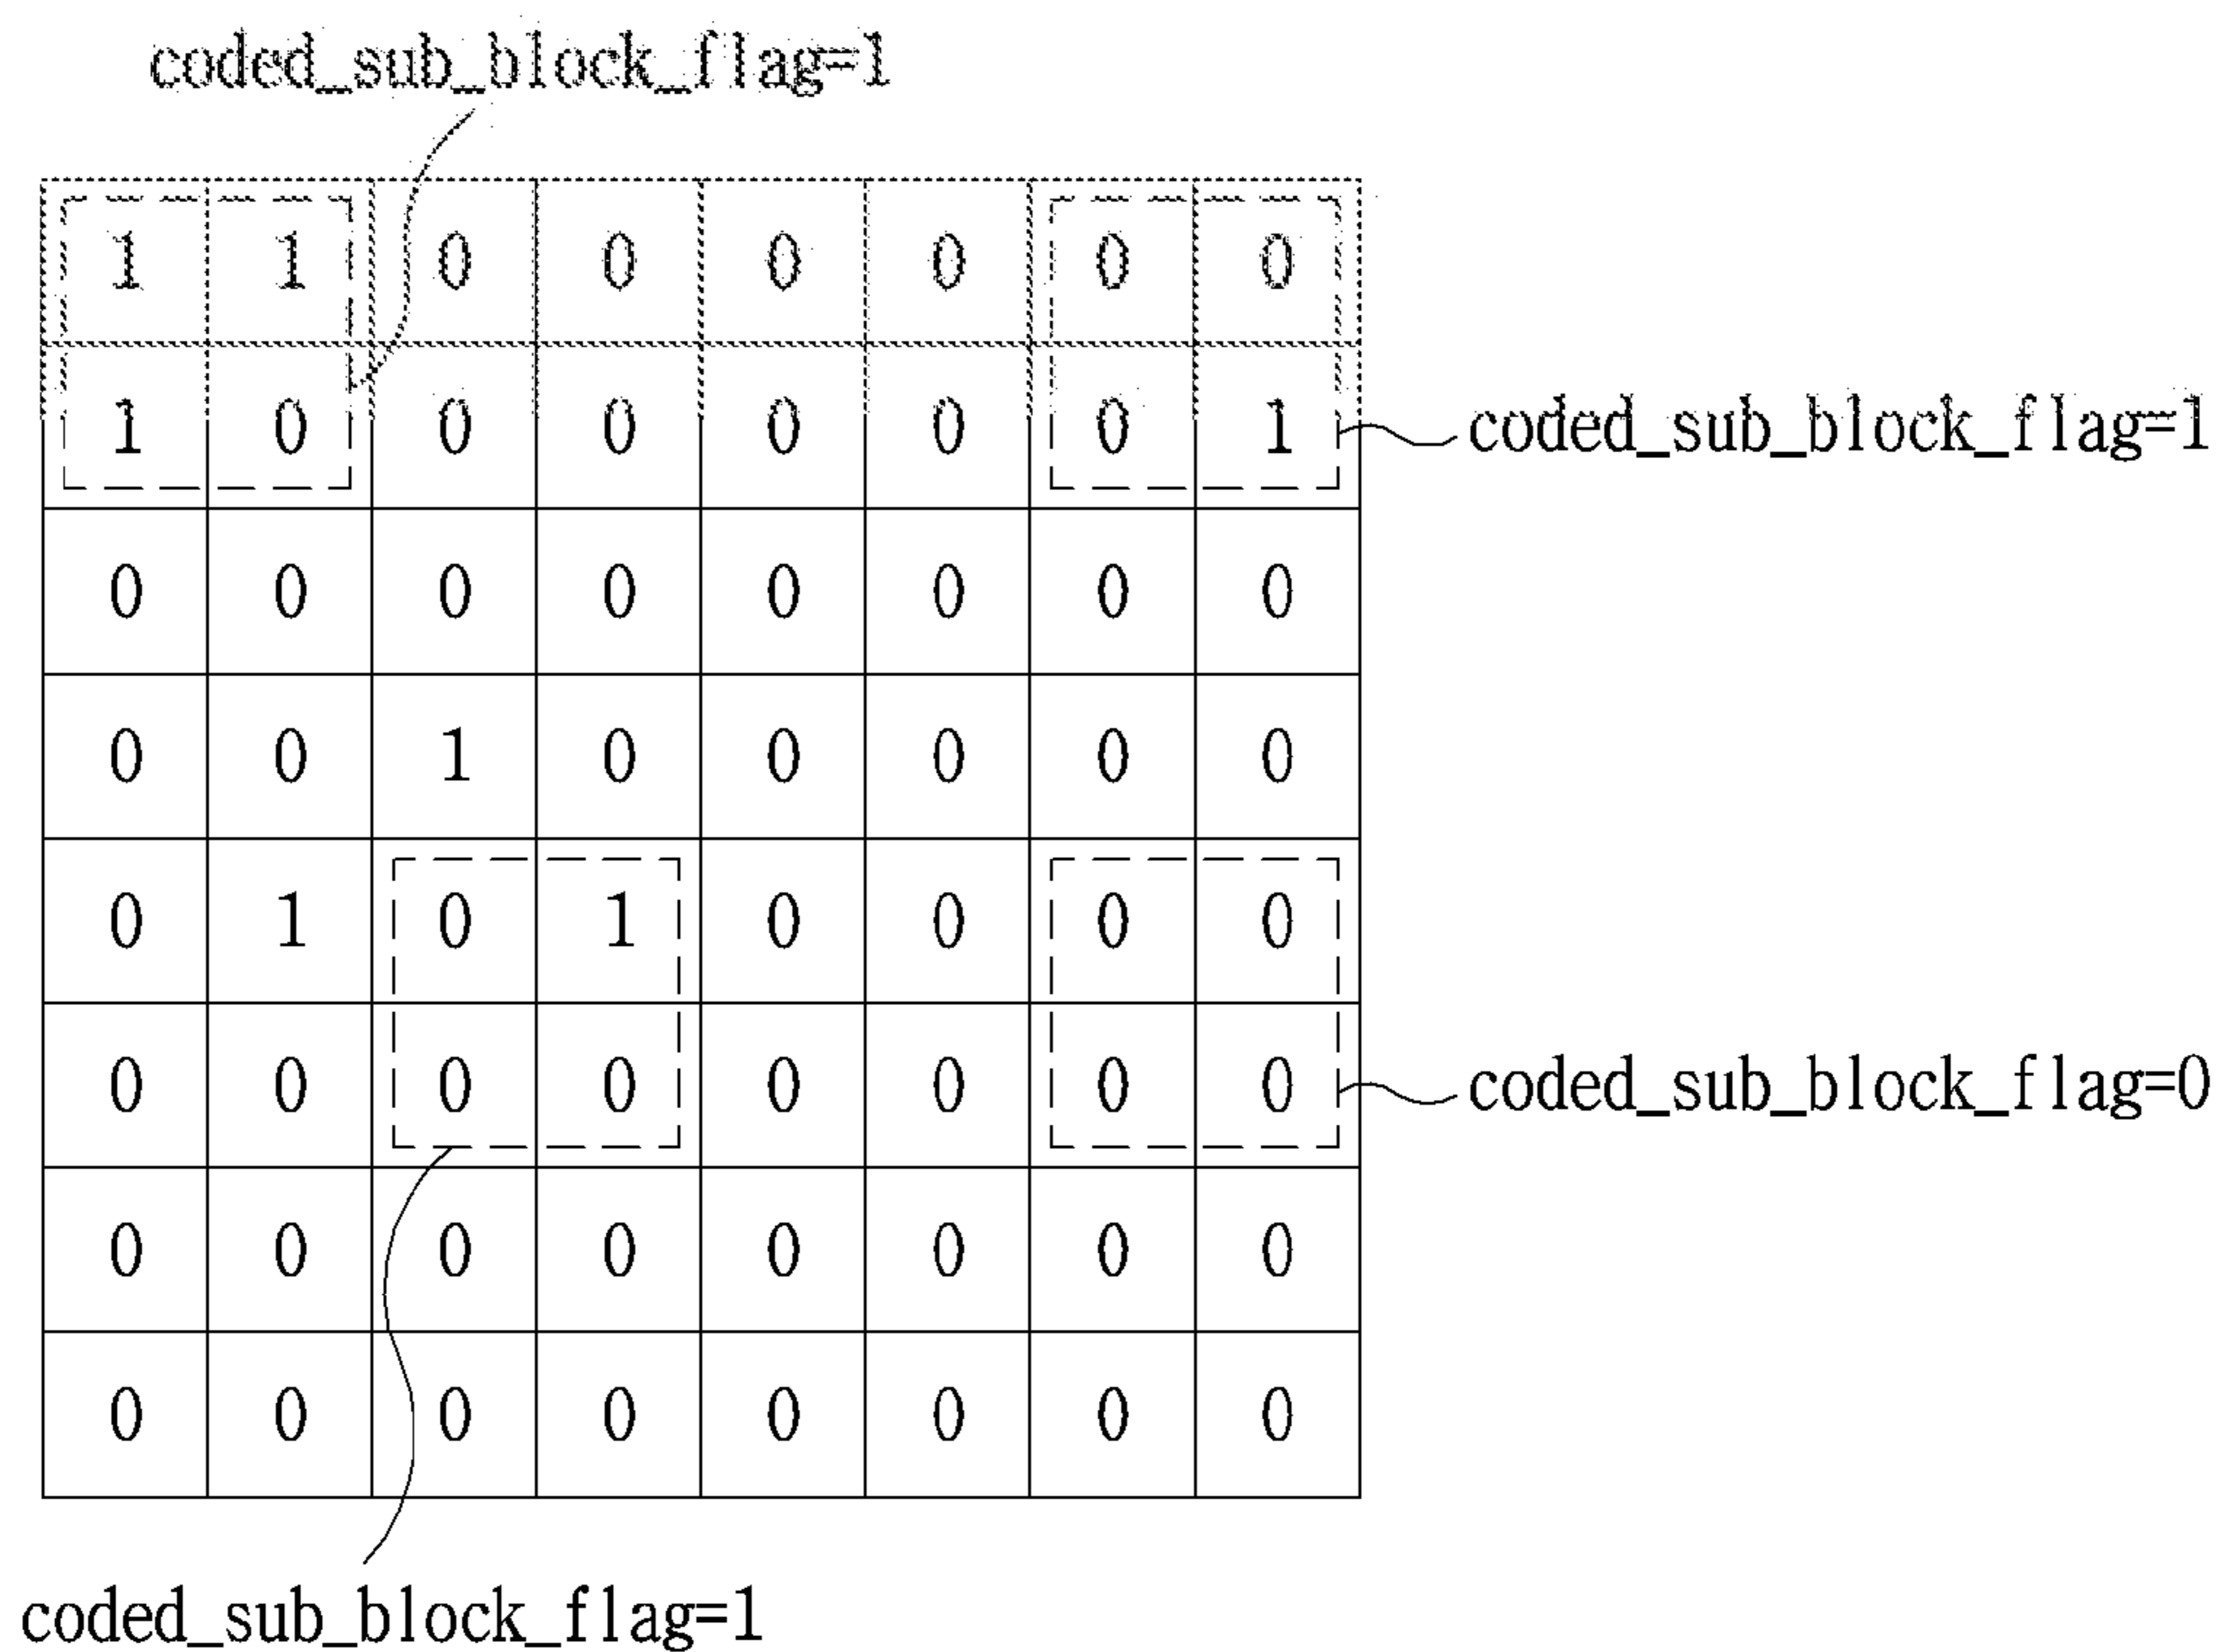 coded_sub_block_flag=1
1 1 0 0 0 0 0 0
1 0 0 0 0 0 0 1 coded_sub_block_flag=1
0 0 0 0 0 0 0 0
0 0 1 0 0 0 0 0
0 1 0 1 0 0 0 0
0 0 0 0 0 0 0 0 coded_sub_block_flag=0
0 0 0 0 0 0 0 0
0 0 0 0 0 0 0 0
coded_sub_block_flag=1